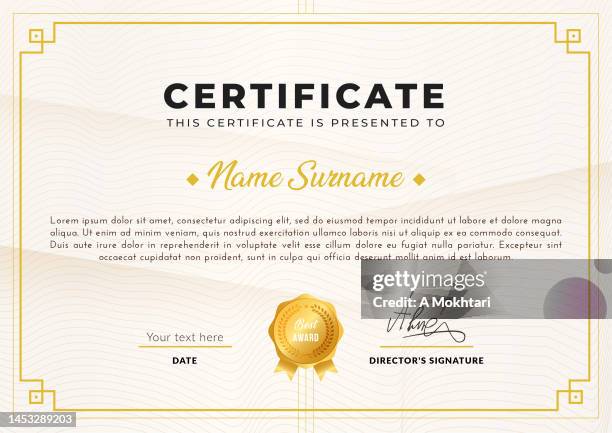 CERTIFICATE
THIS CERTIFICATE IS PRESENTED TO
Name Surname
Lorem ipsum dolor sit amet, consectetur adipiscing elit, sed do eiusmod tempor incididunt ut labore et dolore magna
aliqua. Ut enim ad minim veniam, quis nostrud exercitation ullamco laboris nisi ut aliquip ex ea commodo consequat.
Duis aute irure dolor in reprehenderit in voluptate velit esse cillum dolore eu fugiat nulla pariatur. Excepteur sint
occaecat cupidatat non proident, sunt in culpa qui officia deserunt mollit anim id est laborum.
gettyimages
Credit: A Mokhtari
Your text here
DATE
Best
AWARD
DIRECTOR'S SIGNATURE
1453289203